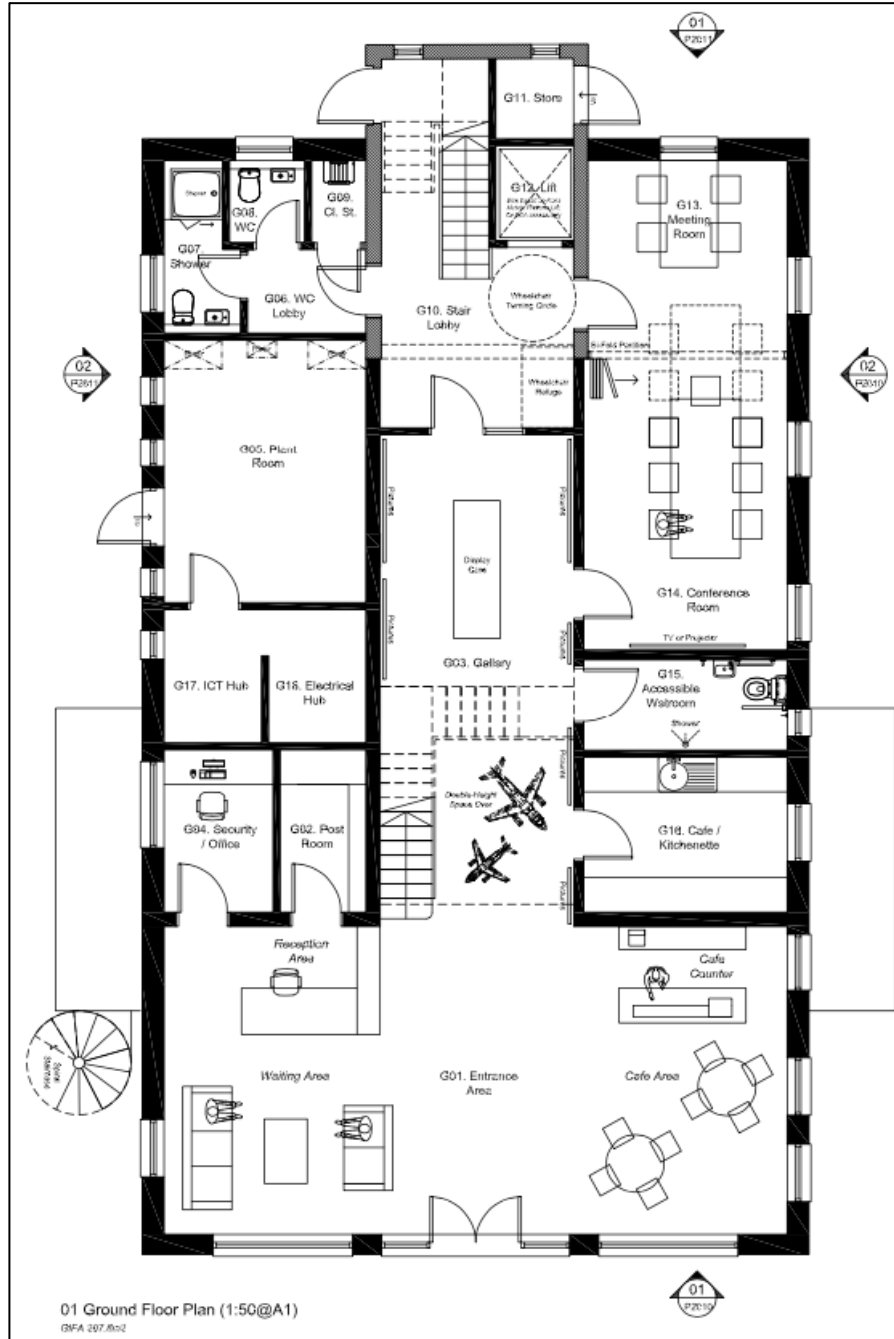 01
G11. Store
G12. Lift
G13.
Meeting
Room
Shower
G08.
WC
G09.
Cl. St.
G07.
Shower
G06. WC
Lobby
G10. Stair
Lobby
Wheelchair
Turning Circle
Bi-Fold Partition
Wheelchair
Refuge
02
P2011
02
P2010
G05. Plant
Room
Pictures
Pictures
Display
Case
G14. Conference
Room
TV or Projector
Pictures
Pictures
G03. Gallery
G17. ICT Hub
G18. Electrical
Hub
G15.
Accessible
Wetroom
Shower
Pictures
Double-Height
Space Over
G04. Security
/ Office
G02. Post
Room
G16. Cafe /
Kitchenette
Pictures
Reception
Area
Cafe
Counter
Spiral
Staircase
Waiting Area
G01. Entrance
Area
Cafe Area
01
P2010
01 Ground Floor Plan (1:50@A1)